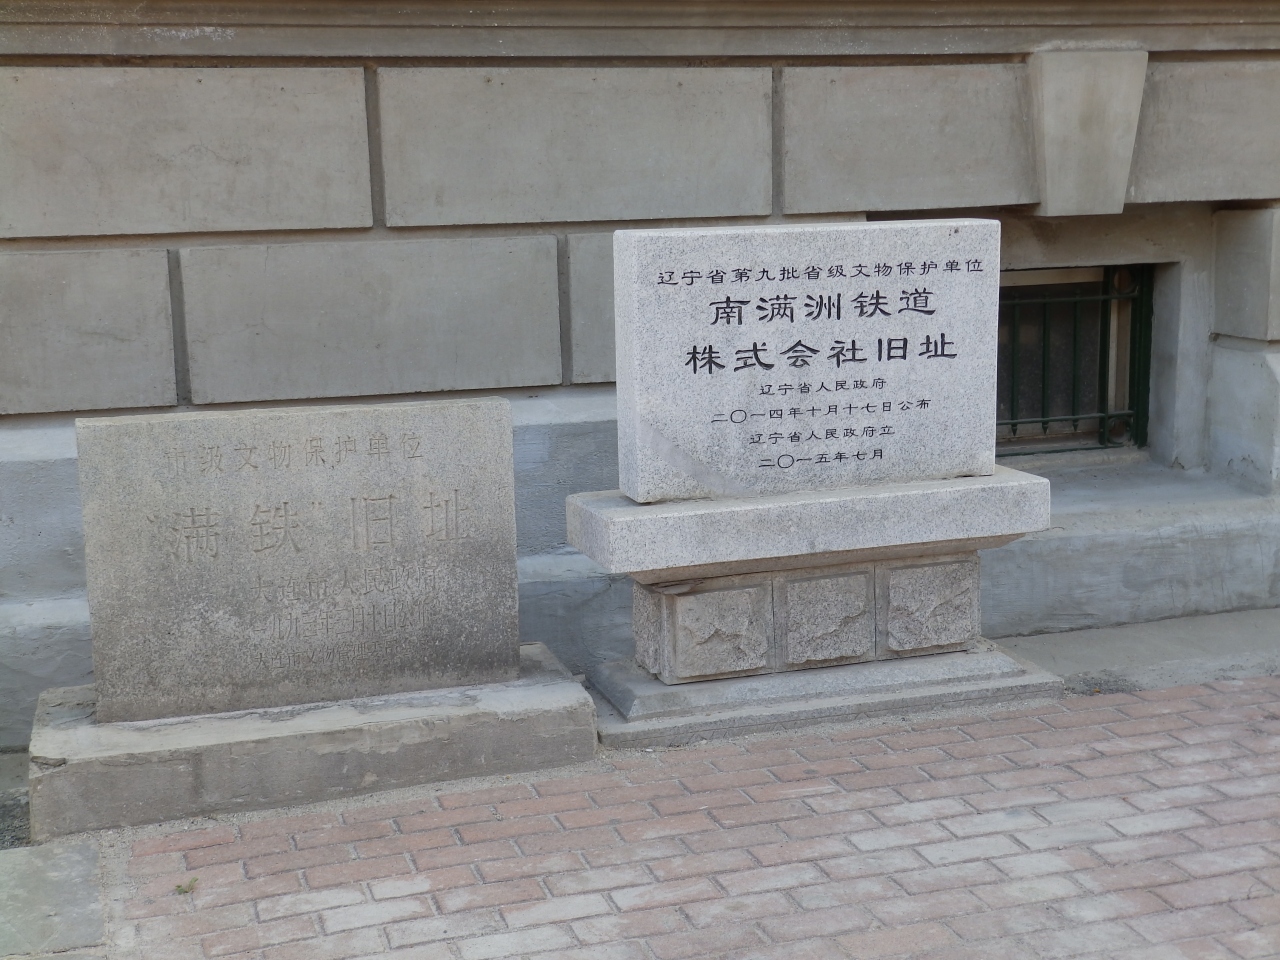 市级文物保护单位
"满铁"旧址
大连市人民政府
辽宁省第九批省级文物保护单位
南满洲铁道
株式会社旧址
辽宁省人民政府
二〇一四年十月十七日公布
辽宁省人民政府立
二〇一五年七月